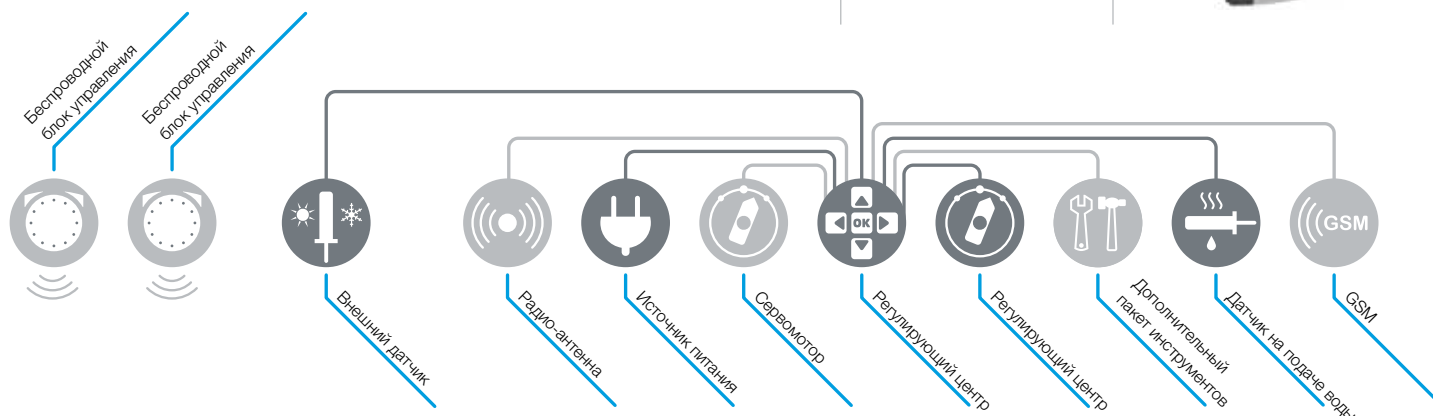 Беспроводной
блок управления
Беспроводной
блок управления
OK
GSM
Внешний датчик
Радио-антенна
Источник питания
Сервомотор
Регулирующий центр
Регулирующий центр
Дополнительный
пакет инструментов
Датчик на подаче воды
GSM